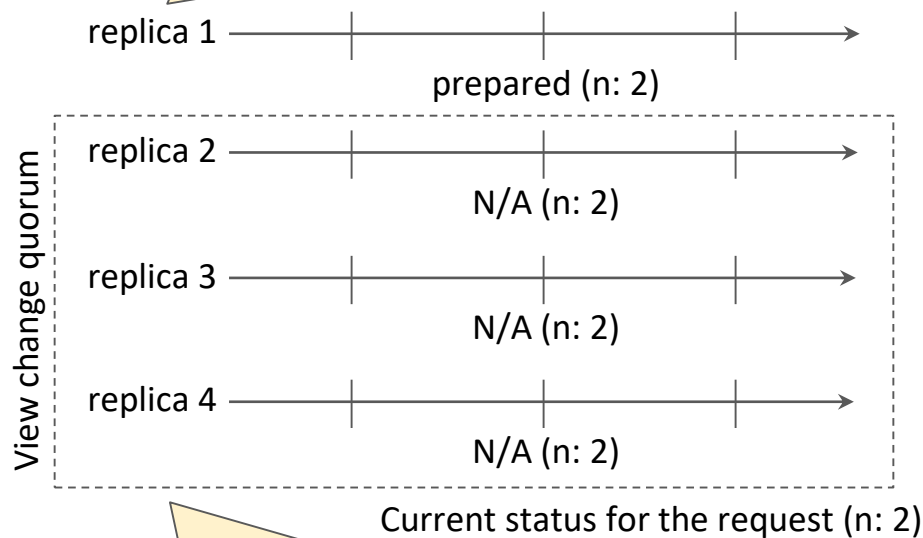 replica 1
prepared (n: 2)
replica 2
N/A (n: 2)
View change quorum
replica 3
N/A (n: 2)
replica 4
N/A (n: 2)
Current status for the request (n: 2)